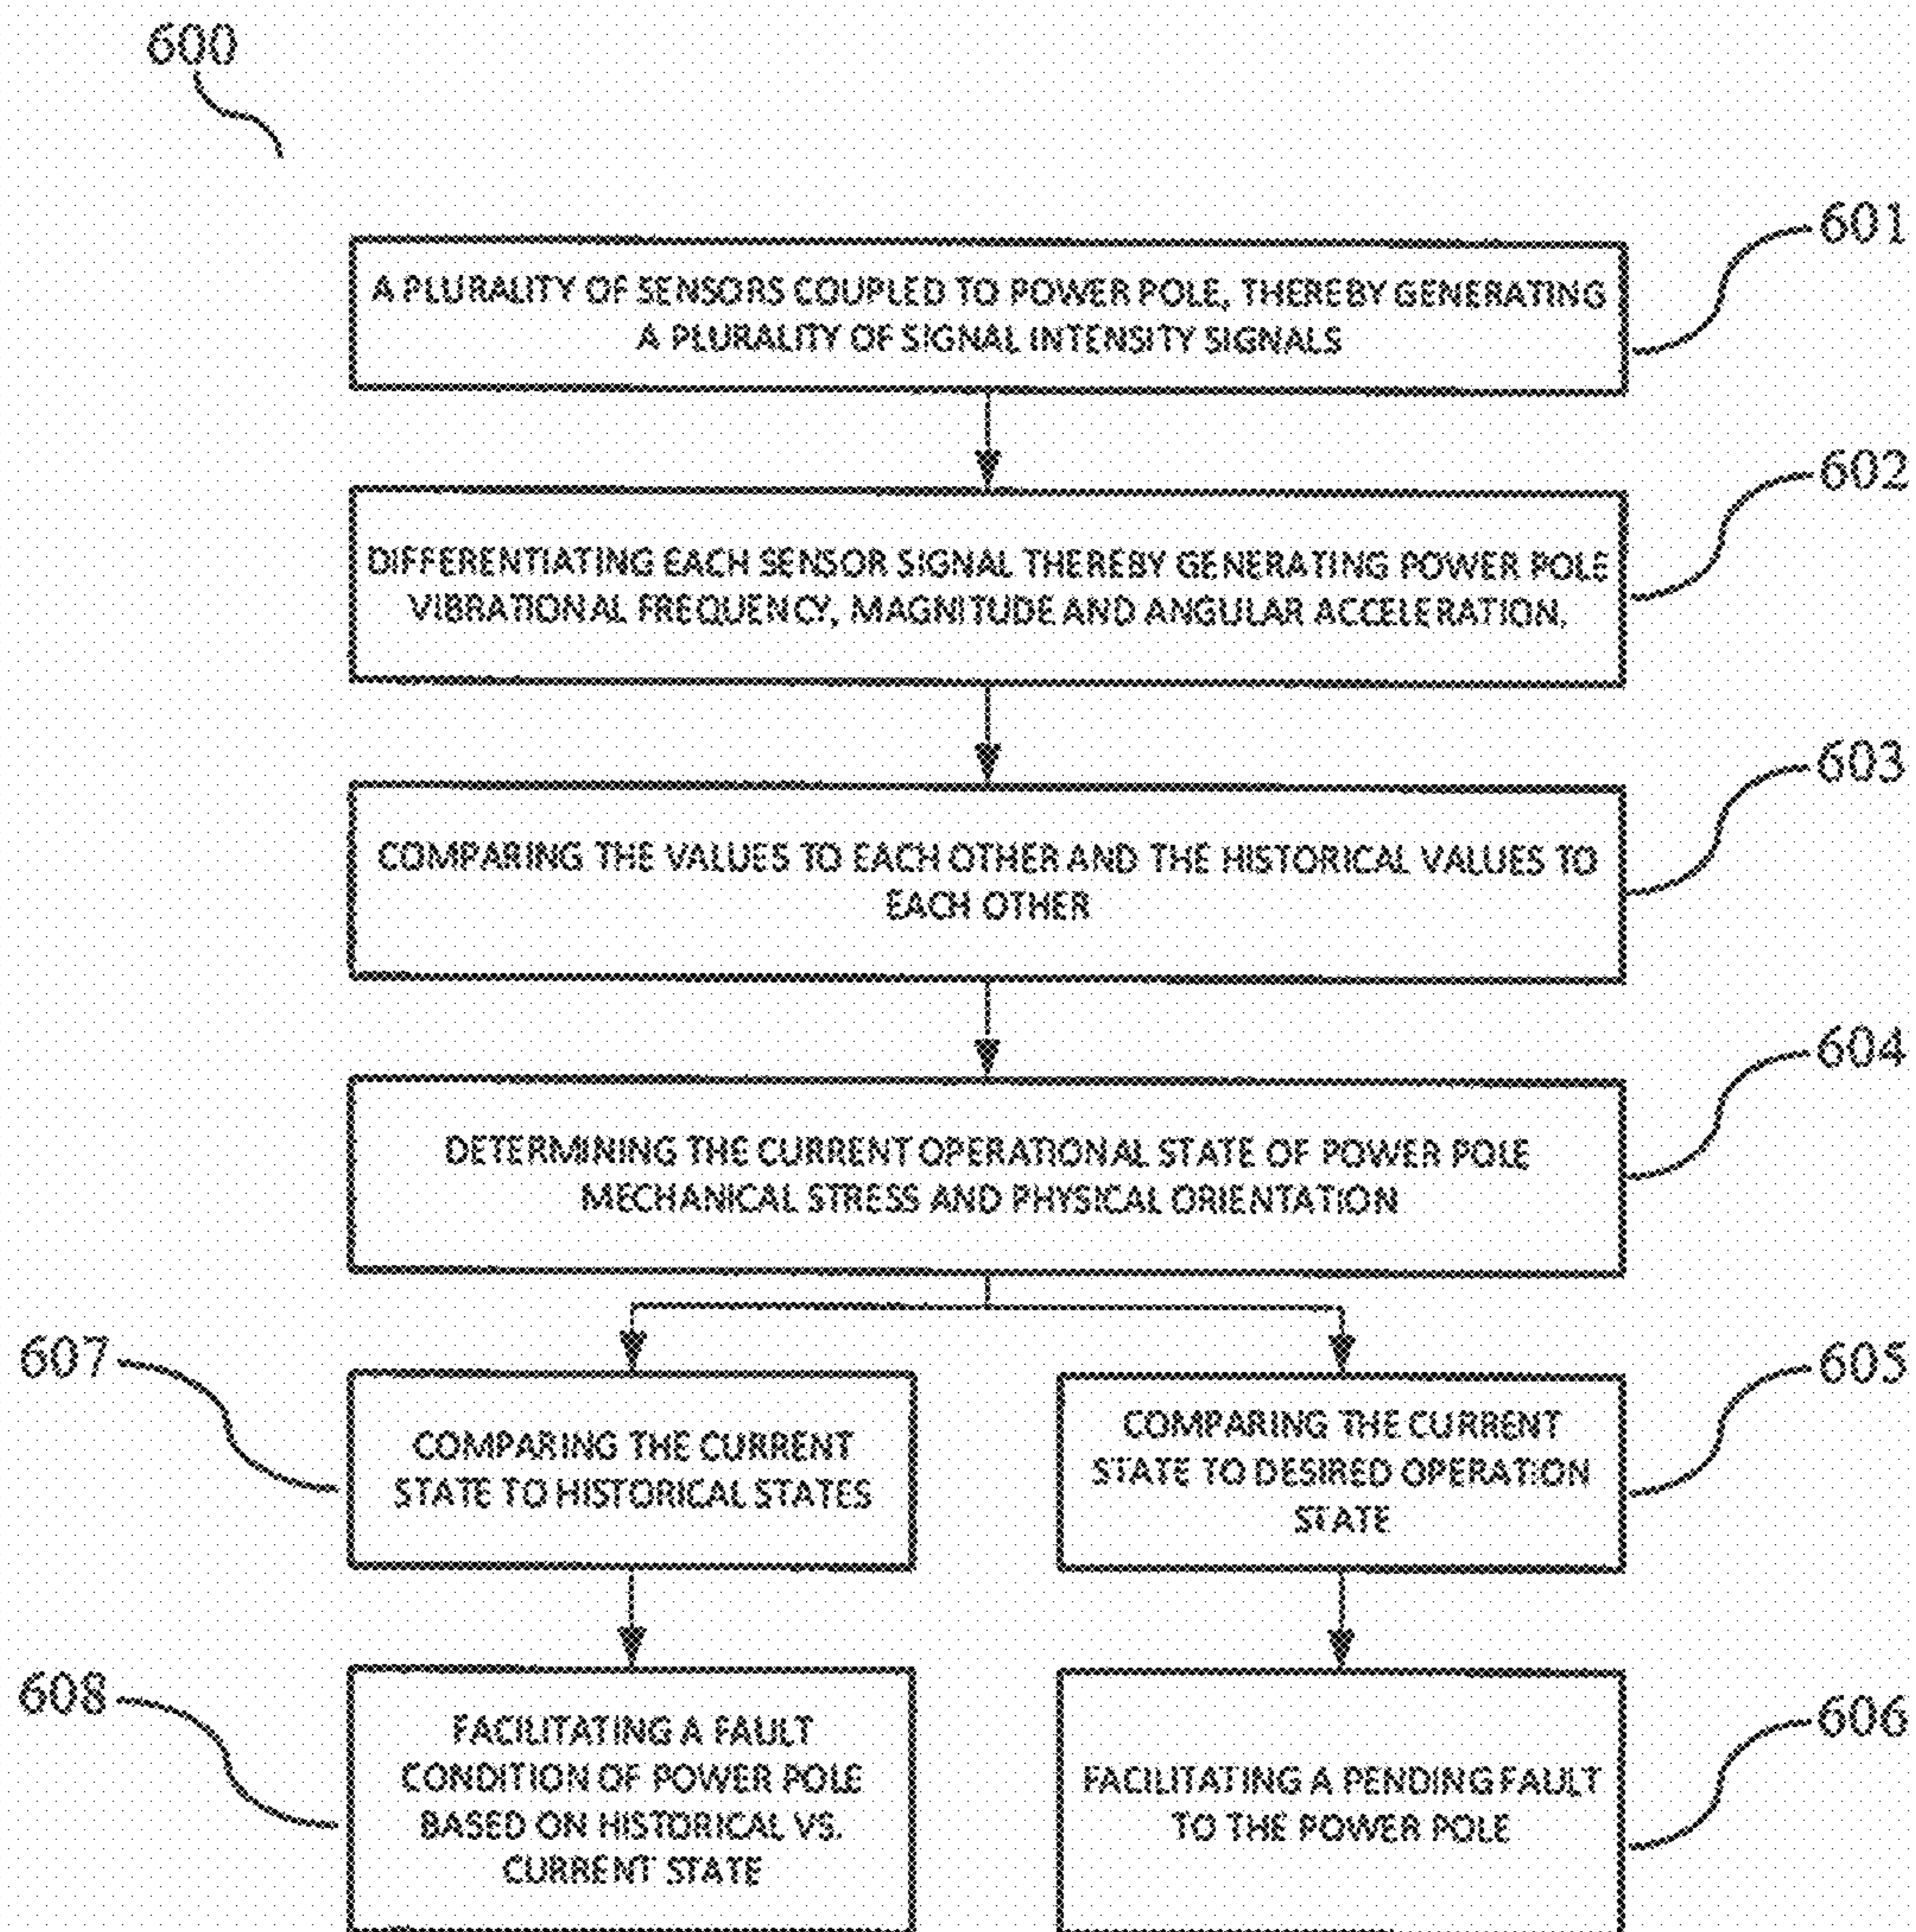 600
601
A PLURALITY OF SENSORS COUPLED TO POWER POLE, THEREBY GENERATING
A PLURALITY OF SIGNAL INTENSITY SIGNALS
602
DIFFERENTIATING EACH SENSOR SIGNAL THEREBY GENERATING POWER POLE
VIBRATIONAL FREQUENCY, MAGNITUDE AND ANGULAR ACCELERATION.
603
COMPARING THE VALUES TO EACH OTHER AND THE HISTORICAL VALUES TO
EACH OTHER
604
DETERMINING THE CURRENT OPERATIONAL STATE OF POWER POLE
MECHANICAL STRESS AND PHYSICAL ORIENTATION
607
COMPARING THE CURRENT
STATE TO HISTORICAL STATES
605
COMPARING THE CURRENT
STATE TO DESIRED OPERATION
STATE
608
FACILITATING A FAULT
CONDITION OF POWER POLE
BASED ON HISTORICAL VS.
CURRENT STATE
606
FACILITATING A PENDING FAULT
TO THE POWER POLE